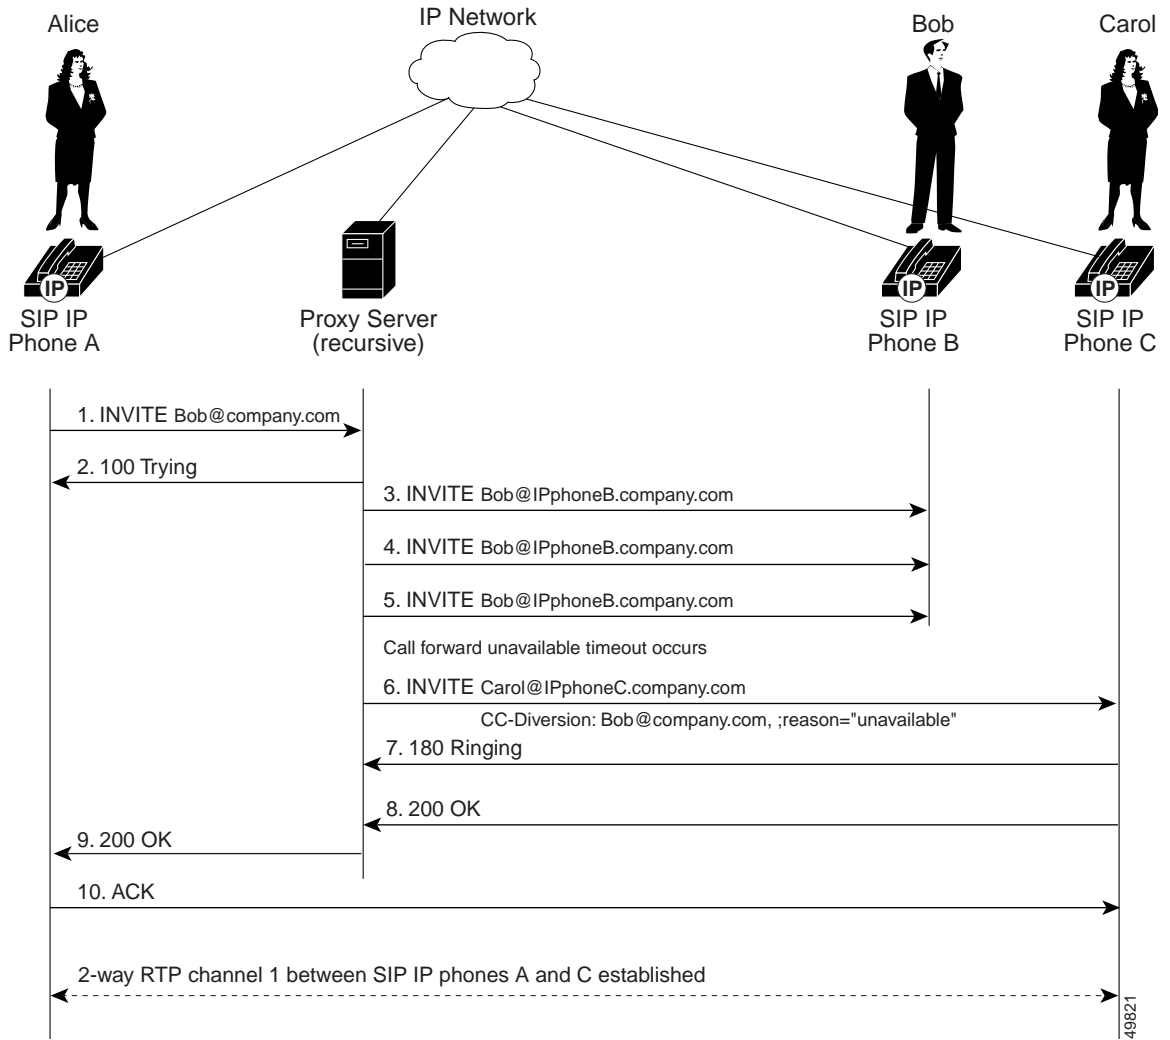 Alice
IP Network
Bob
Carol
IP
IP
IP
SIP IP
Phone A
Proxy Server
(recursive)
SIP IP
Phone B
SIP IP
Phone C
1. INVITE Bob@company.com
2. 100 Trying
3. INVITE Bob@IPphoneB.company.com
4. INVITE Bob@IPphoneB.company.com
5. INVITE Bob@IPphoneB.company.com
Call forward unavailable timeout occurs
6. INVITE Carol@IPphoneC.company.com
CC-Diversion: Bob@company.com, ;reason="unavailable"
7. 180 Ringing
8. 200 OK
9. 200 OK
10. ACK
2-way RTP channel 1 between SIP IP phones A and C established
49821